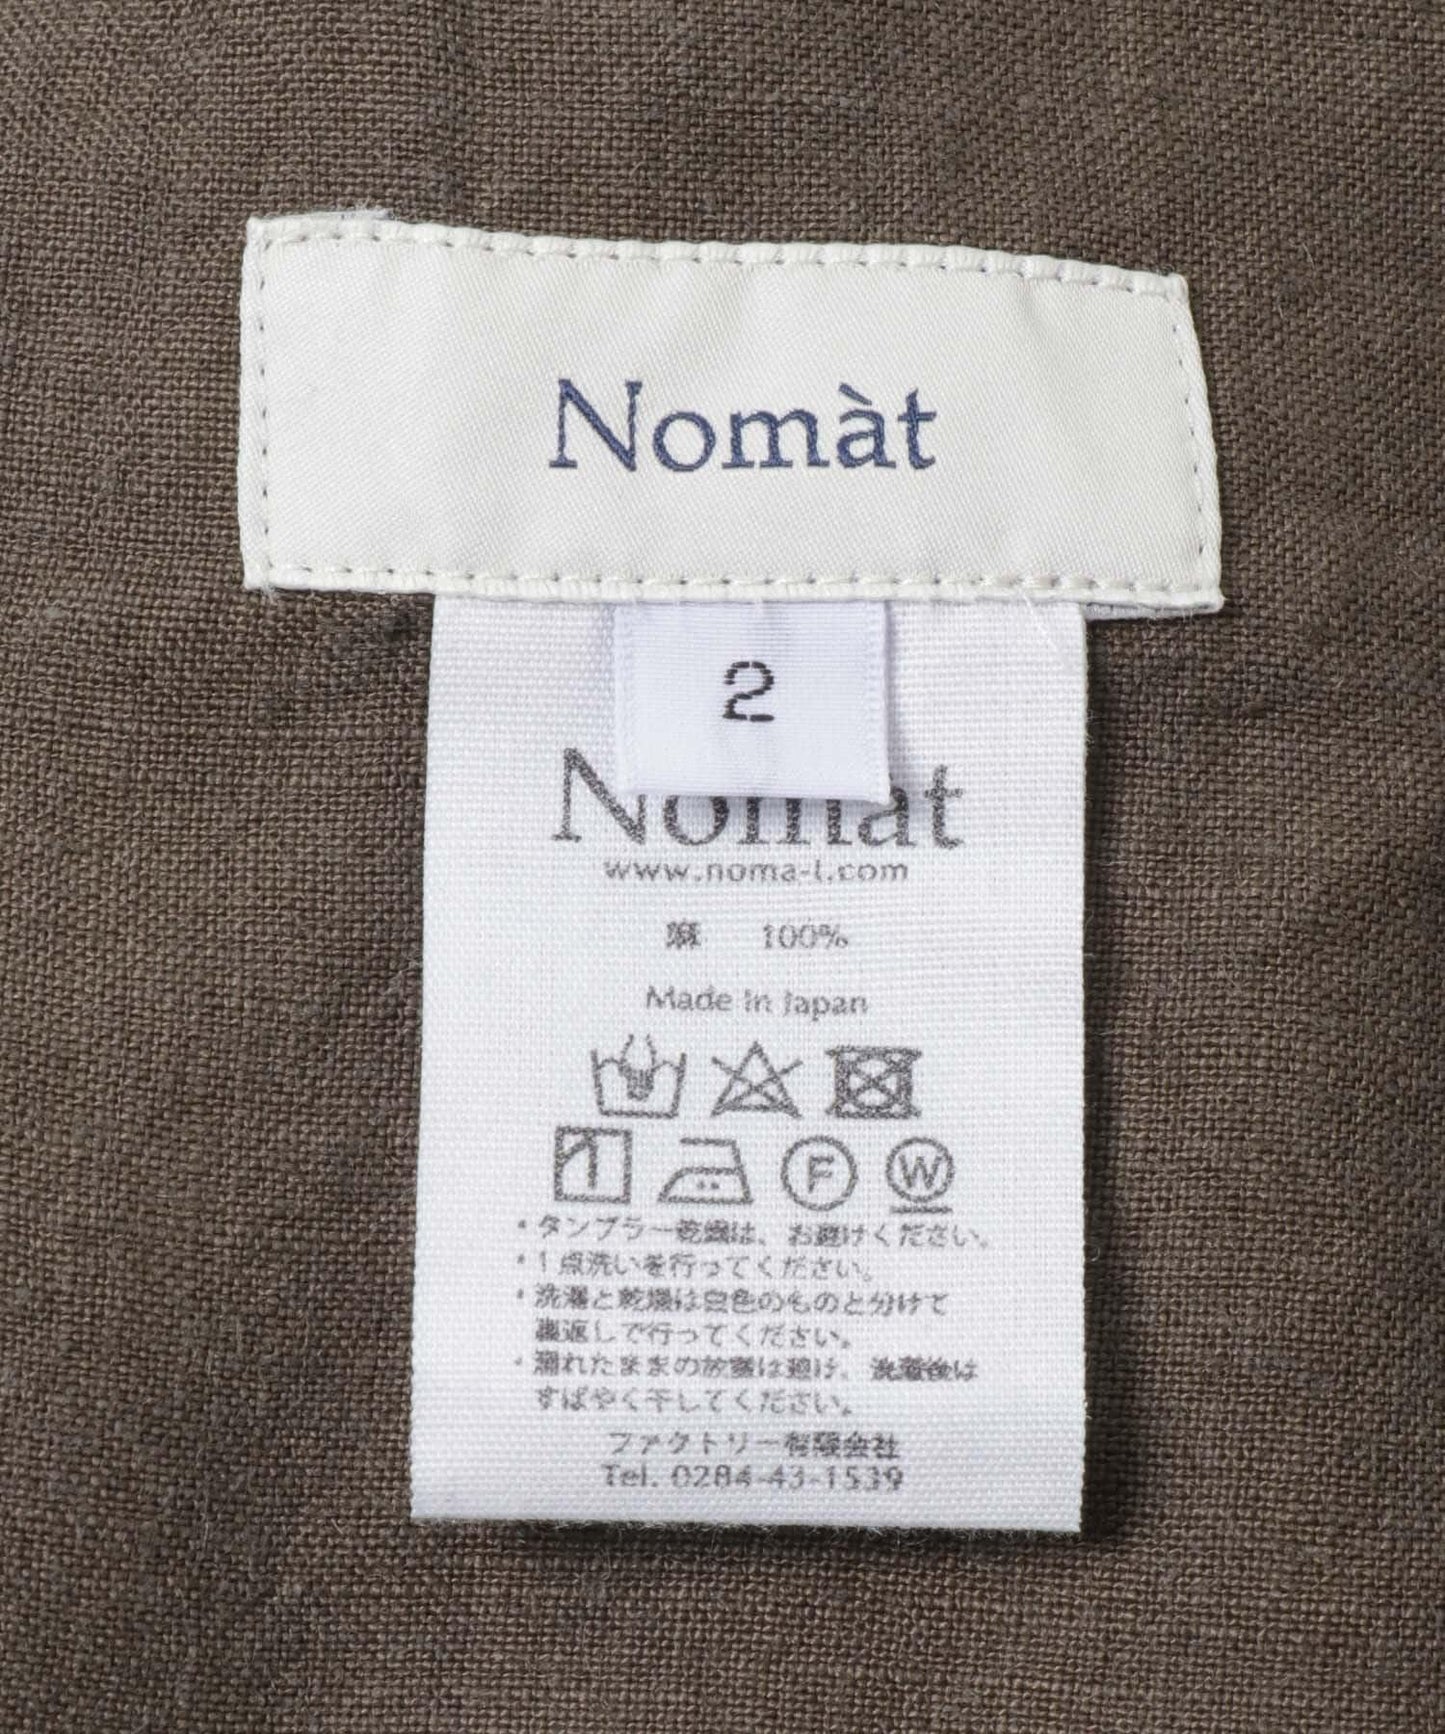 Nomàt
2
Nomàt
www.noma-t.com
麻 100%
Made in Japan
F W
・タンブラー乾燥は、お避けください。
・1点洗いを行ってください。
・洗濯と乾燥は白色のものと分けて
裏返しで行ってください。
・濡れたままの放置は避け、洗濯後は
すばやく干してください。
ファクトリー有限会社
Tel. 0284-43-1539